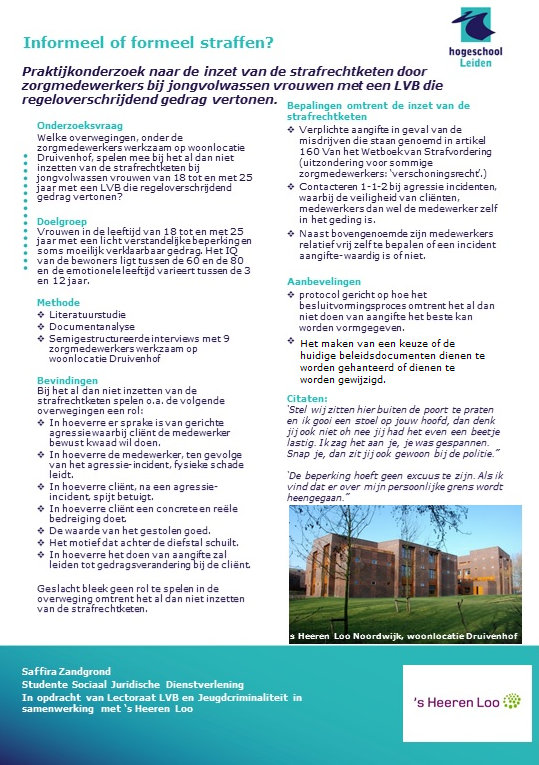 Informeel of formeel straffen?
hogeschool
Leiden
Praktijkonderzoek naar de inzet van de strafrechtketen door
zorgmedewerkers bij jongvolwassen vrouwen met een LVB die
regeloverschrijdend gedrag vertonen.
Onderzoeksvraag
Welke overwegingen, onder de
zorgmedewerkers werkzaam op woonlocatie
Druivenhof, spelen mee bij het al dan niet
inzetten van de strafrechtketen bij
jongvolwassen vrouwen van 18 tot en met 25
jaar met een LVB die regeloverschrijdend
gedrag vertonen?
Doelgroep
Vrouwen in de leeftijd van 18 tot en met 25
jaar met een licht verstandelijke beperking en
soms moeilijk verklaarbaar gedrag. Het IQ
van de bewoners ligt tussen de 60 en de 80
en de emotionele leeftijd varieert tussen de 3
en 12 jaar.
Methode
❖ Literatuurstudie
❖ Documentanalyse
❖ Semigestructureerde interviews met 9
zorgmedewerkers werkzaam op
woonlocatie Druivenhof
Bevindingen
Bij het al dan niet inzetten van de
strafrechtketen spelen o.a. de volgende
overwegingen een rol:
❖ In hoeverre er sprake is van gerichte
agressie waarbij cliënt de medewerker
bewust kwaad wil doen.
❖ In hoeverre de medewerker, ten gevolge
van het agressie-incident, fysieke schade
leidt.
❖ In hoeverre cliënt, na een agressie-
incident, spijt betuigt.
❖ In hoeverre cliënt een concrete en reële
bedreiging doet.
❖ De waarde van het gestolen goed.
❖ Het motief dat achter de diefstal schuilt.
❖ In hoeverre het doen van aangifte zal
leiden tot gedragsverandering bij de cliënt.
Geslacht bleek geen rol te spelen in de
overweging omtrent het al dan niet inzetten
van de strafrechtketen.
Bepalingen omtrent de inzet van de
strafrechtketen
❖ Verplichte aangifte in geval van de
misdrijven die staan genoemd in artikel
160 Van het Wetboek van Strafvordering
(uitzondering voor sommige
zorgmedewerkers: 'verschoningsrecht'.)
❖ Contacteren 1-1-2 bij agressie incidenten,
waarbij de veiligheid van cliënten,
medewerkers dan wel de medewerker zelf
in het geding is.
❖ Naast bovengenoemde zijn medewerkers
relatief vrij zelf te bepalen of een incident
aangifte-waardig is of niet.
Aanbevelingen
❖ protocol gericht op hoe het
besluitvormingsproces omtrent het al dan
niet doen van aangifte het beste kan
worden vormgegeven.
❖ Het maken van een keuze of de
huidige beleidsdocumenten dienen te
worden gehanteerd of dienen te
worden gewijzigd.
Citaten:
'Stel wij zitten hier buiten de poort te praten
en ik gooi een stoel op jouw hoofd, dan denk
jij ook niet oh nee jij had het even een beetje
lastig. Ik zag het aan je, je was gespannen.
Snap je, dan zit jij ook gewoon bij de politie."
'De beperking hoeft geen excuus te zijn. Als ik
vind dat er over mijn persoonlijke grens wordt
heengegaan."
s Heeren Loo Noordwijk, woonlocatie Druivenhof
Saffira Zandgrond
Studente Sociaal Juridische Dienstverlening
In opdracht van Lectoraat LVB en Jeugdcriminaliteit in
samenwerking met 's Heeren Loo
's Heeren Loo